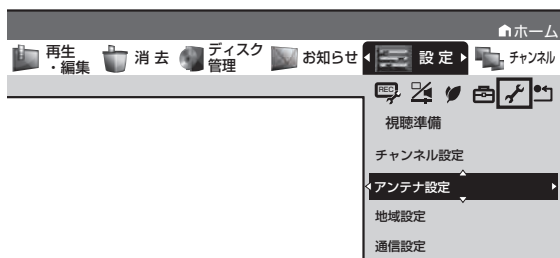 ホーム
再生・編集
消去
ディスク管理
お知らせ
設定
チャンネル
REC
視聴準備
チャンネル設定
アンテナ設定
地域設定
通信設定